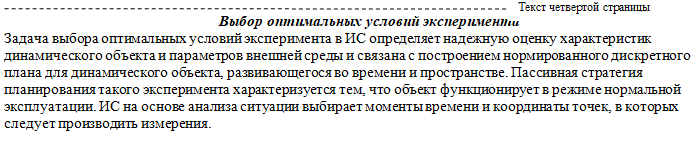 Текст четвертой страницы
Выбор оптимальных условий эксперимента
Задача выбора оптимальных условий эксперимента в ИС определяет надежную оценку характеристик
динамического объекта и параметров внешней среды и связана с построением нормированного дискретного
плана для динамического объекта, развивающегося во времени и пространстве. Пассивная стратегия
планирования такого эксперимента характеризуется тем, что объект функционирует в режиме нормальной
эксплуатации. ИС на основе анализа ситуации выбирает моменты времени и координаты точек, в которых
следует производить измерения.